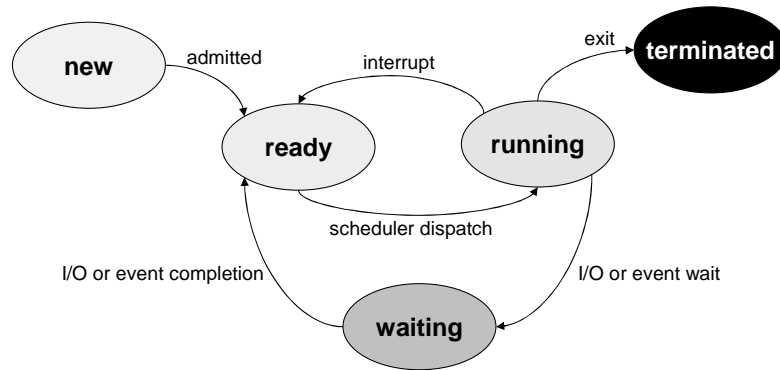 new
admitted
interrupt
exit
terminated
ready
running
scheduler dispatch
I/O or event completion
I/O or event wait
waiting